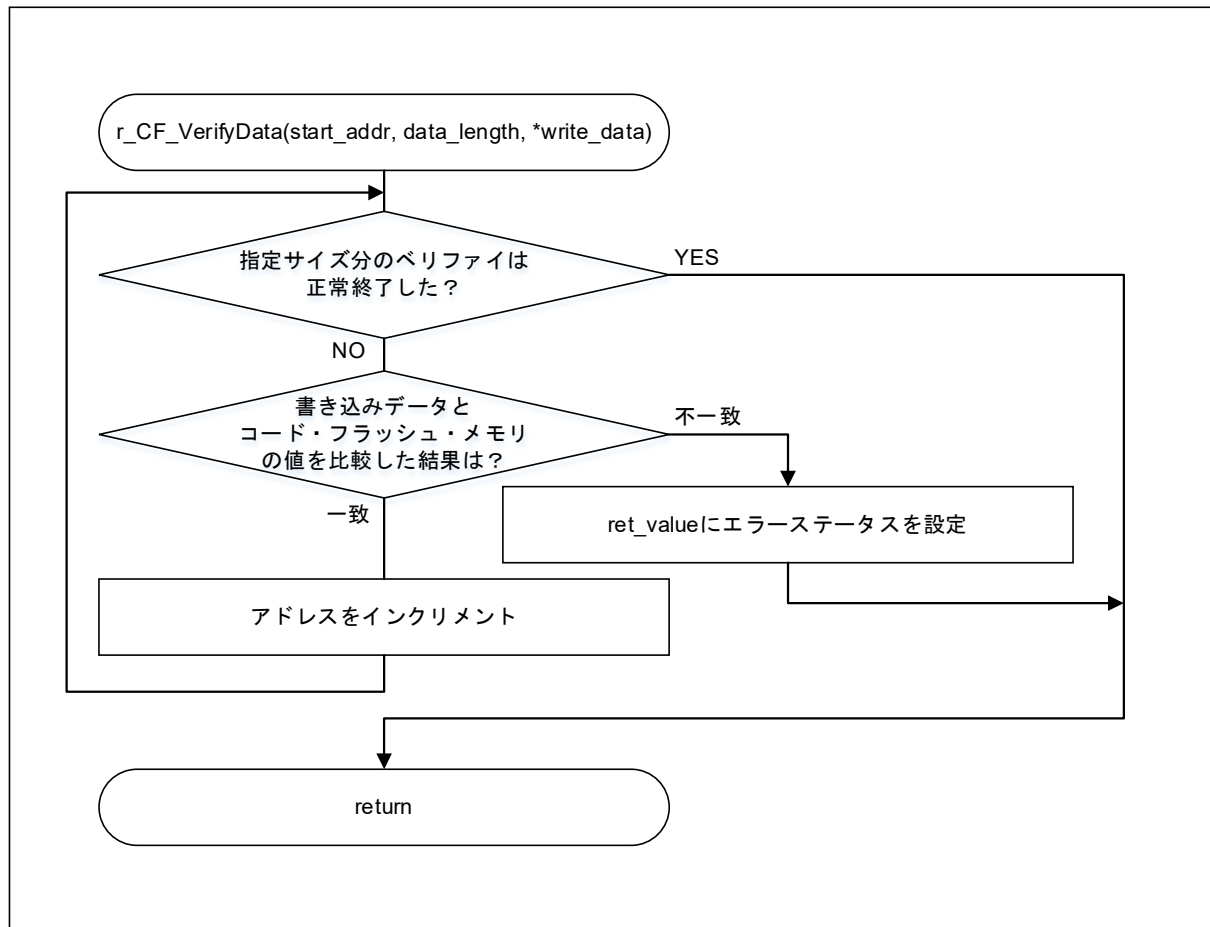 r_CF_VerifyData(start_addr, data_length, *write_data)
指定サイズ分のベリファイは
正常終了した？
YES
NO
書き込みデータと
コード・フラッシュ・メモリ
の値を比較した結果は？
不一致
一致
ret_valueにエラーステータスを設定
アドレスをインクリメント
return